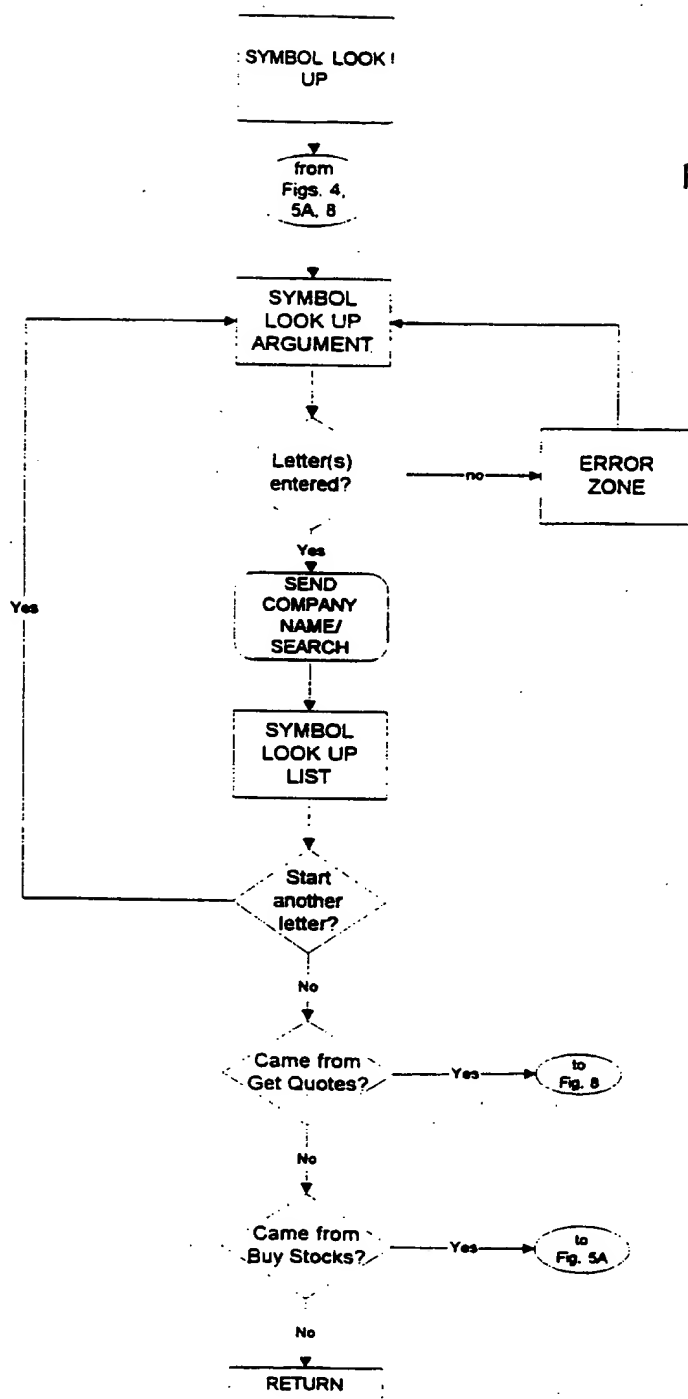 SYMBOL LOOK
UP
from
Figs. 4,
5A, 8
SYMBOL
LOOK UP
ARGUMENT
Letter(s)
entered?
no
ERROR
ZONE
Yes
SEND
COMPANY
NAME/
SEARCH
Yes
SYMBOL
LOOK UP
LIST
Start
another
letter?
No
Came from
Get Quotes?
Yes
to
Fig. 8
No
Came from
Buy Stocks?
Yes
to
Fig. 5A
No
RETURN